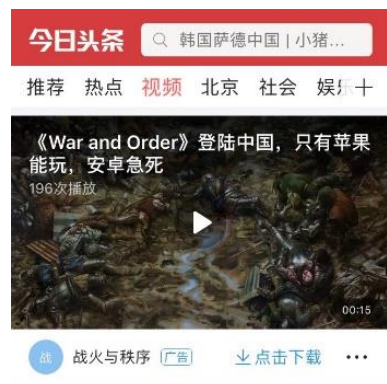 今日头条
韩国萨德中国 | 小猪...
推荐 热点 视频 北京 社会 娱乐
《War and Order》登陆中国，只有苹果
能玩，安卓急死
196次播放
00:15
战 战火与秩序 广告 点击下载